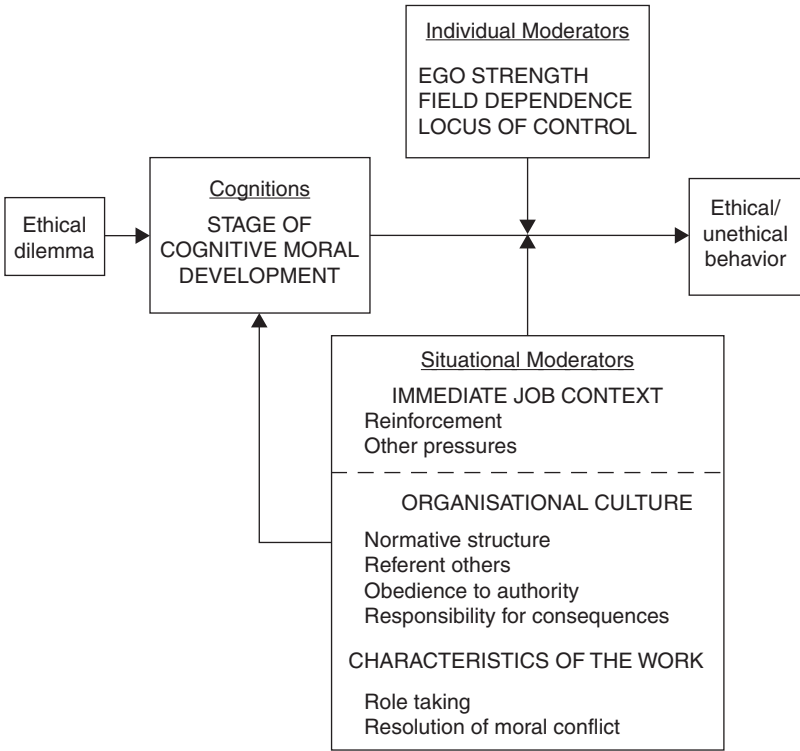 Individual Moderators
EGO STRENGTH
FIELD DEPENDENCE
LOCUS OF CONTROL
Ethical
dilemma
Cognitions
STAGE OF
COGNITIVE MORAL
DEVELOPMENT
Ethical/
unethical
behavior
Situational Moderators
IMMEDIATE JOB CONTEXT
Reinforcement
Other pressures
ORGANISATIONAL CULTURE
Normative structure
Referent others
Obedience to authority
Responsibility for consequences
CHARACTERISTICS OF THE WORK
Role taking
Resolution of moral conflict